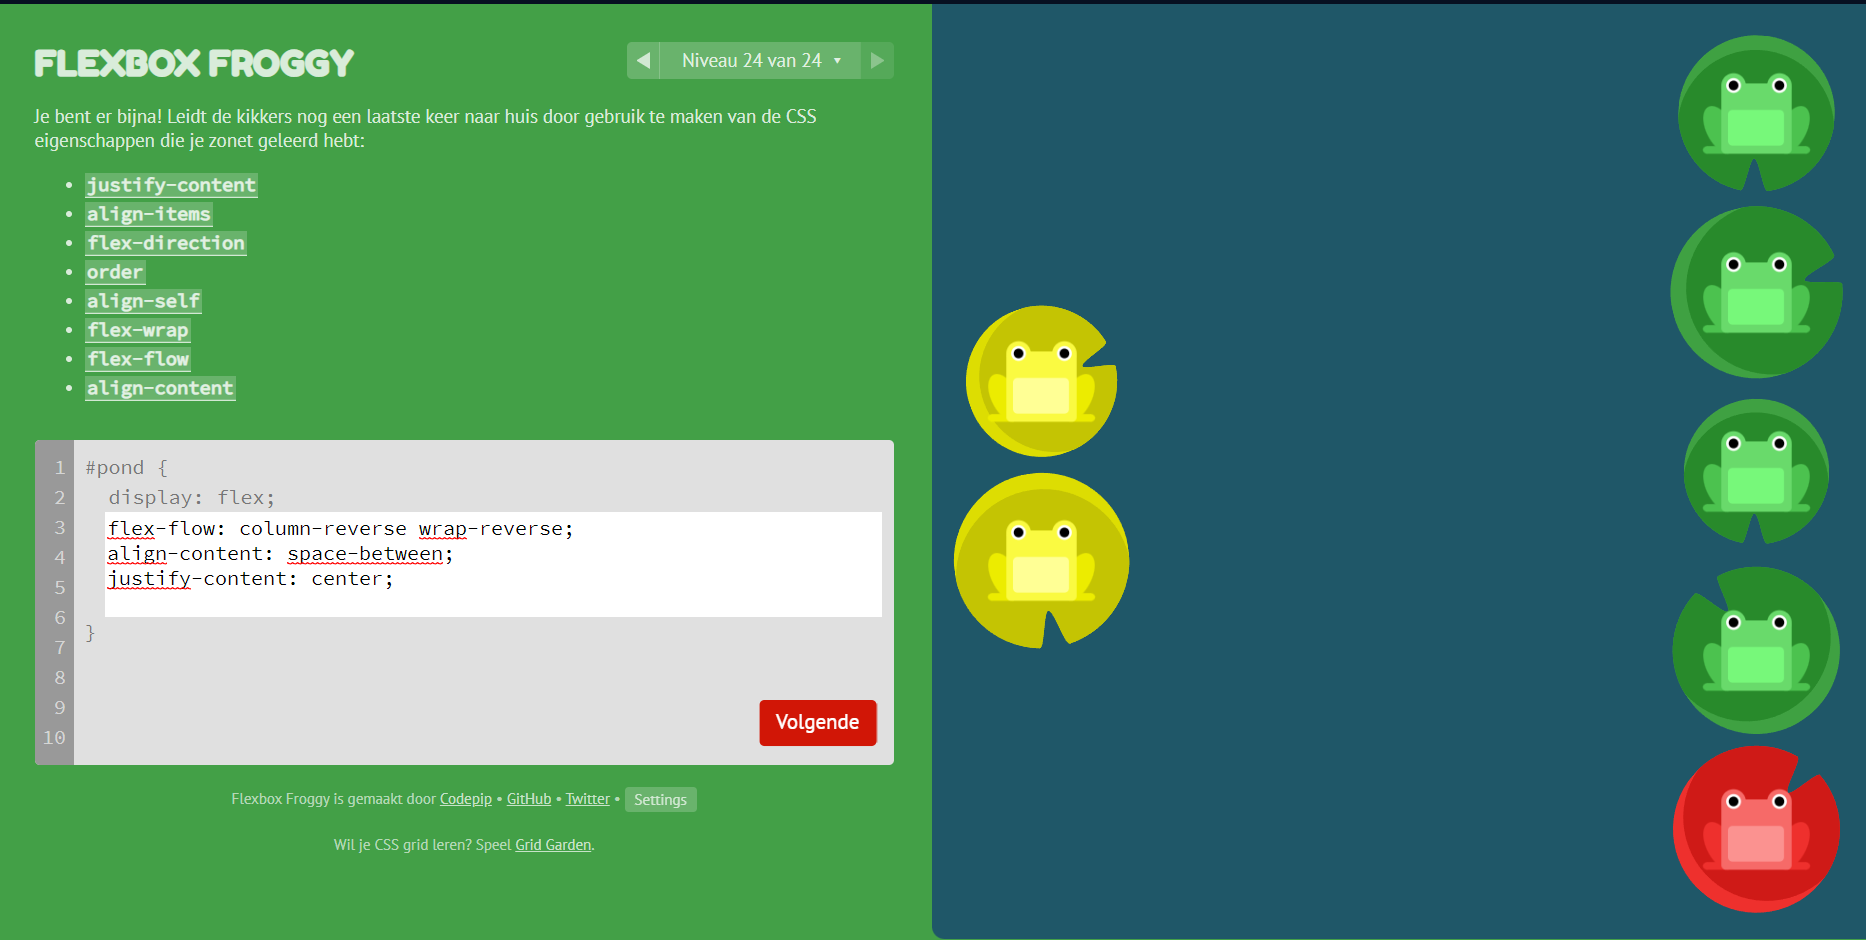 FLEXBOX FROGGY
Niveau 24 van 24
Je bent er bijna! Leidt de kikkers nog een laatste keer naar huis door gebruik te maken van de CSS
eigenschappen die je zonet geleerd hebt:
• justify-content
• align-items
• flex-direction
• order
• align-self
• flex-wrap
• flex-flow
• align-content
1 #pond {
2 display: flex;
3 flex-flow: column-reverse wrap-reverse;
4 align-content: space-between;
5 justify-content: center;
6 }
7
8
9
10
Volgende
Flexbox Froggy is gemaakt door Codepip • GitHub • Twitter • Settings
Wil je CSS grid leren? Speel Grid Garden.